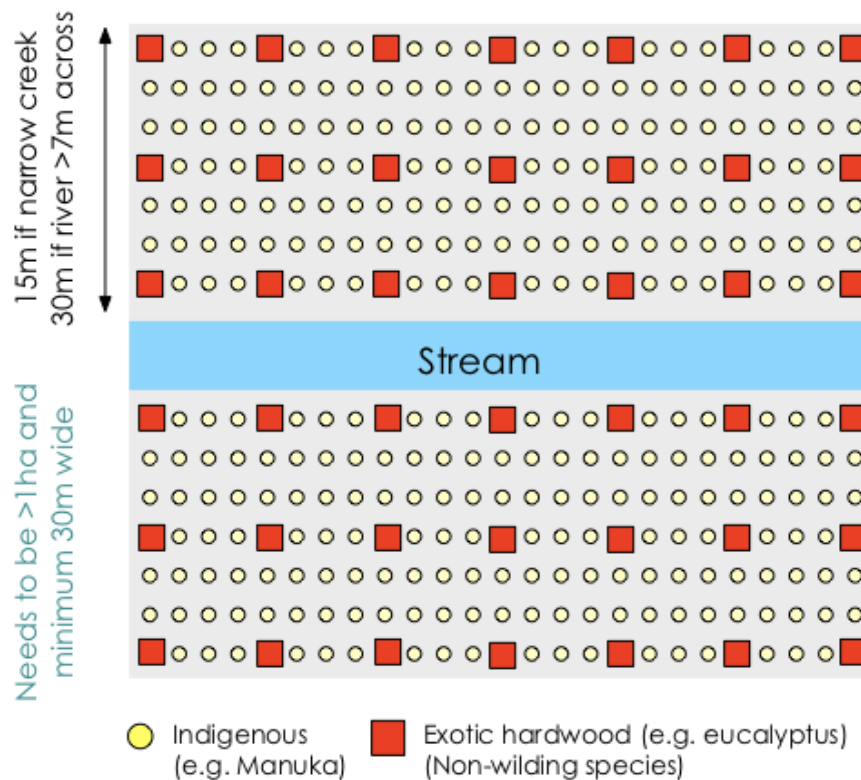 15m if narrow creek
30m if river >7m across
Stream
Needs to be >1ha and
minimum 30m wide
Indigenous
(e.g. Manuka)
Exotic hardwood (e.g. eucalyptus)
(Non-wilding species)